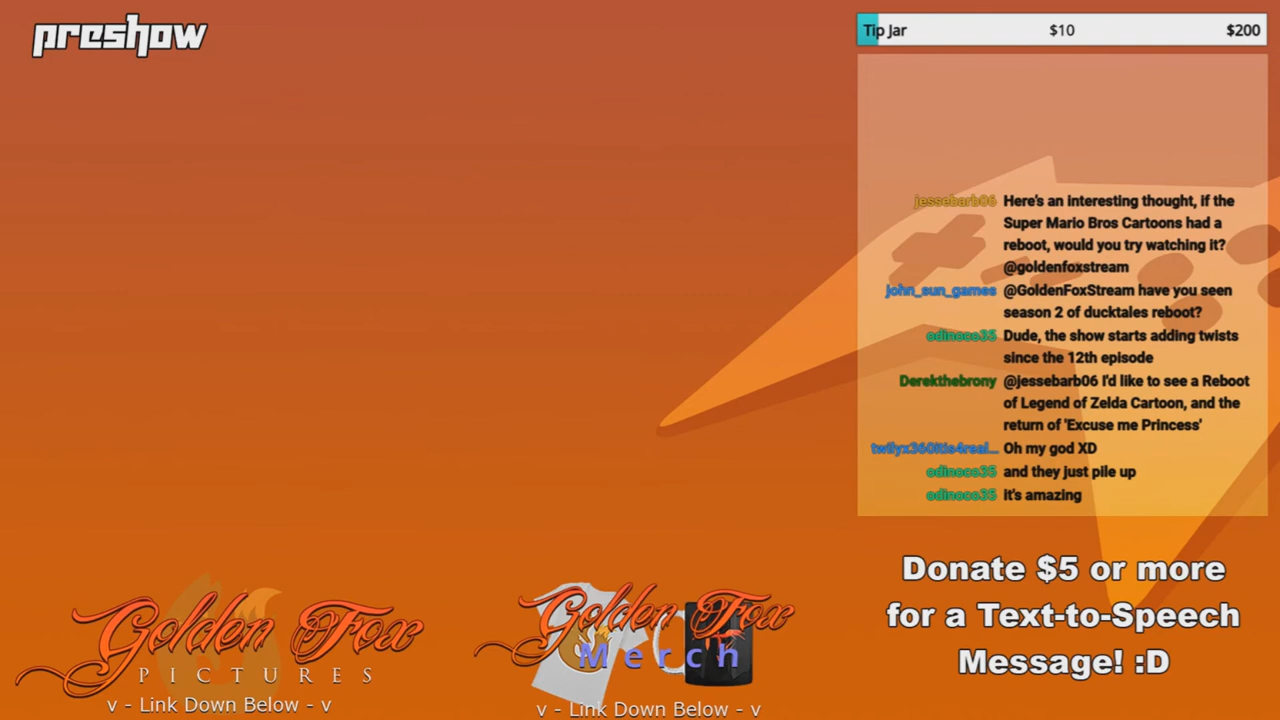 preshow
Tip Jar $10 $200
jessebarb06 Here's an interesting thought, if the
Super Mario Bros Cartoons had a
reboot, would you try watching it?
@goldenfoxstream
john_sun_games @GoldenFoxStream have you seen
season 2 of ducktales reboot?
odinoco35 Dude, the show starts adding twists
since the 12th episode
Derekthebrony @jessebarb06 I'd like to see a Reboot
of Legend of Zelda Cartoon, and the
return of 'Excuse me Princess'
Oh my god XD
odinoco35 and they just pile up
odinoco35 it's amazing
Donate $5 or more
for a Text-to-Speech
Message! :D
Golden Fox
PICTURES
v - Link Down Below - v
Golden Fox
Merch
v - Link Down Below - v